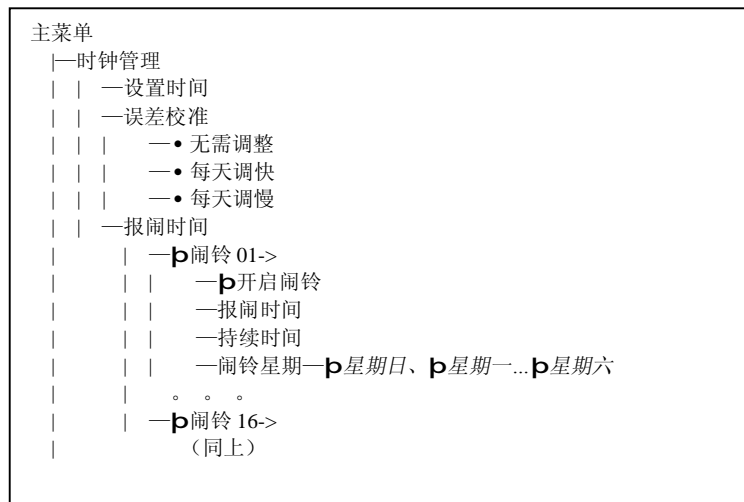 主菜单
|—时钟管理
| | —设置时间
| | —误差校准
| | | —• 无需调整
| | | —• 每天调快
| | | —• 每天调慢
| | —报闹时间
| | —þ闹铃 01->
| | | —þ开启闹铃
| | | —报闹时间
| | | —持续时间
| | | —闹铃星期—þ星期日、þ星期一...þ星期六
| | 。 。 。
| | —þ闹铃 16->
| （同上）